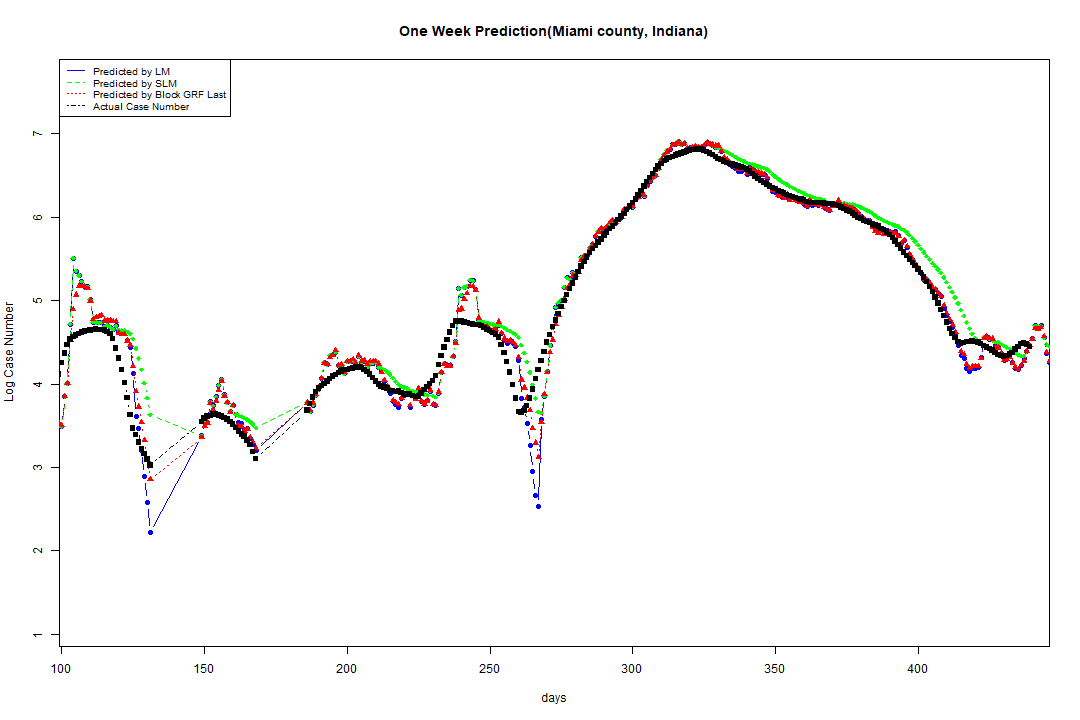 One Week Prediction(Miami county, Indiana)
Predicted by LM
Predicted by SLM
Predicted by Block GRF Last
Actual Case Number
Log Case Number
7
6
5
4
3
2
1
100 150 200 250 300 350 400
days